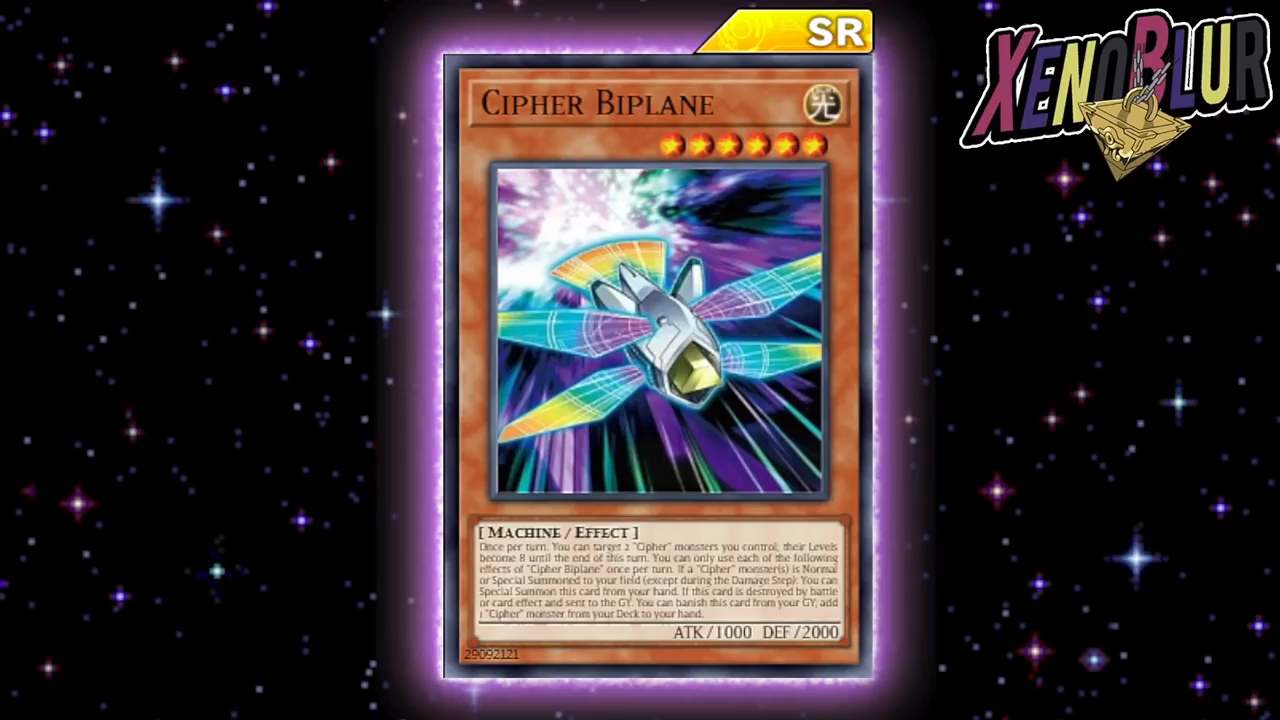 SR
XENOBLUR
CIPHER BIPLANE
光
[ MACHINE / EFFECT ]
Once per turn. You can target 2 "Cipher" monsters you control; their Levels
become 8 until the end of this turn. You can only use each of the following
effects of "Cipher Biplane" once per turn. If a "Cipher" monster(s) is Normal
or Special Summoned to your field (except during the Damage Step): You can
Special Summon this card from your hand. If this card is destroyed by battle
or card effect and sent to the GY: You can banish this card from your GY; add
1 "Cipher" monster from your Deck to your hand.
ATK/1000 DEF/2000
29092121